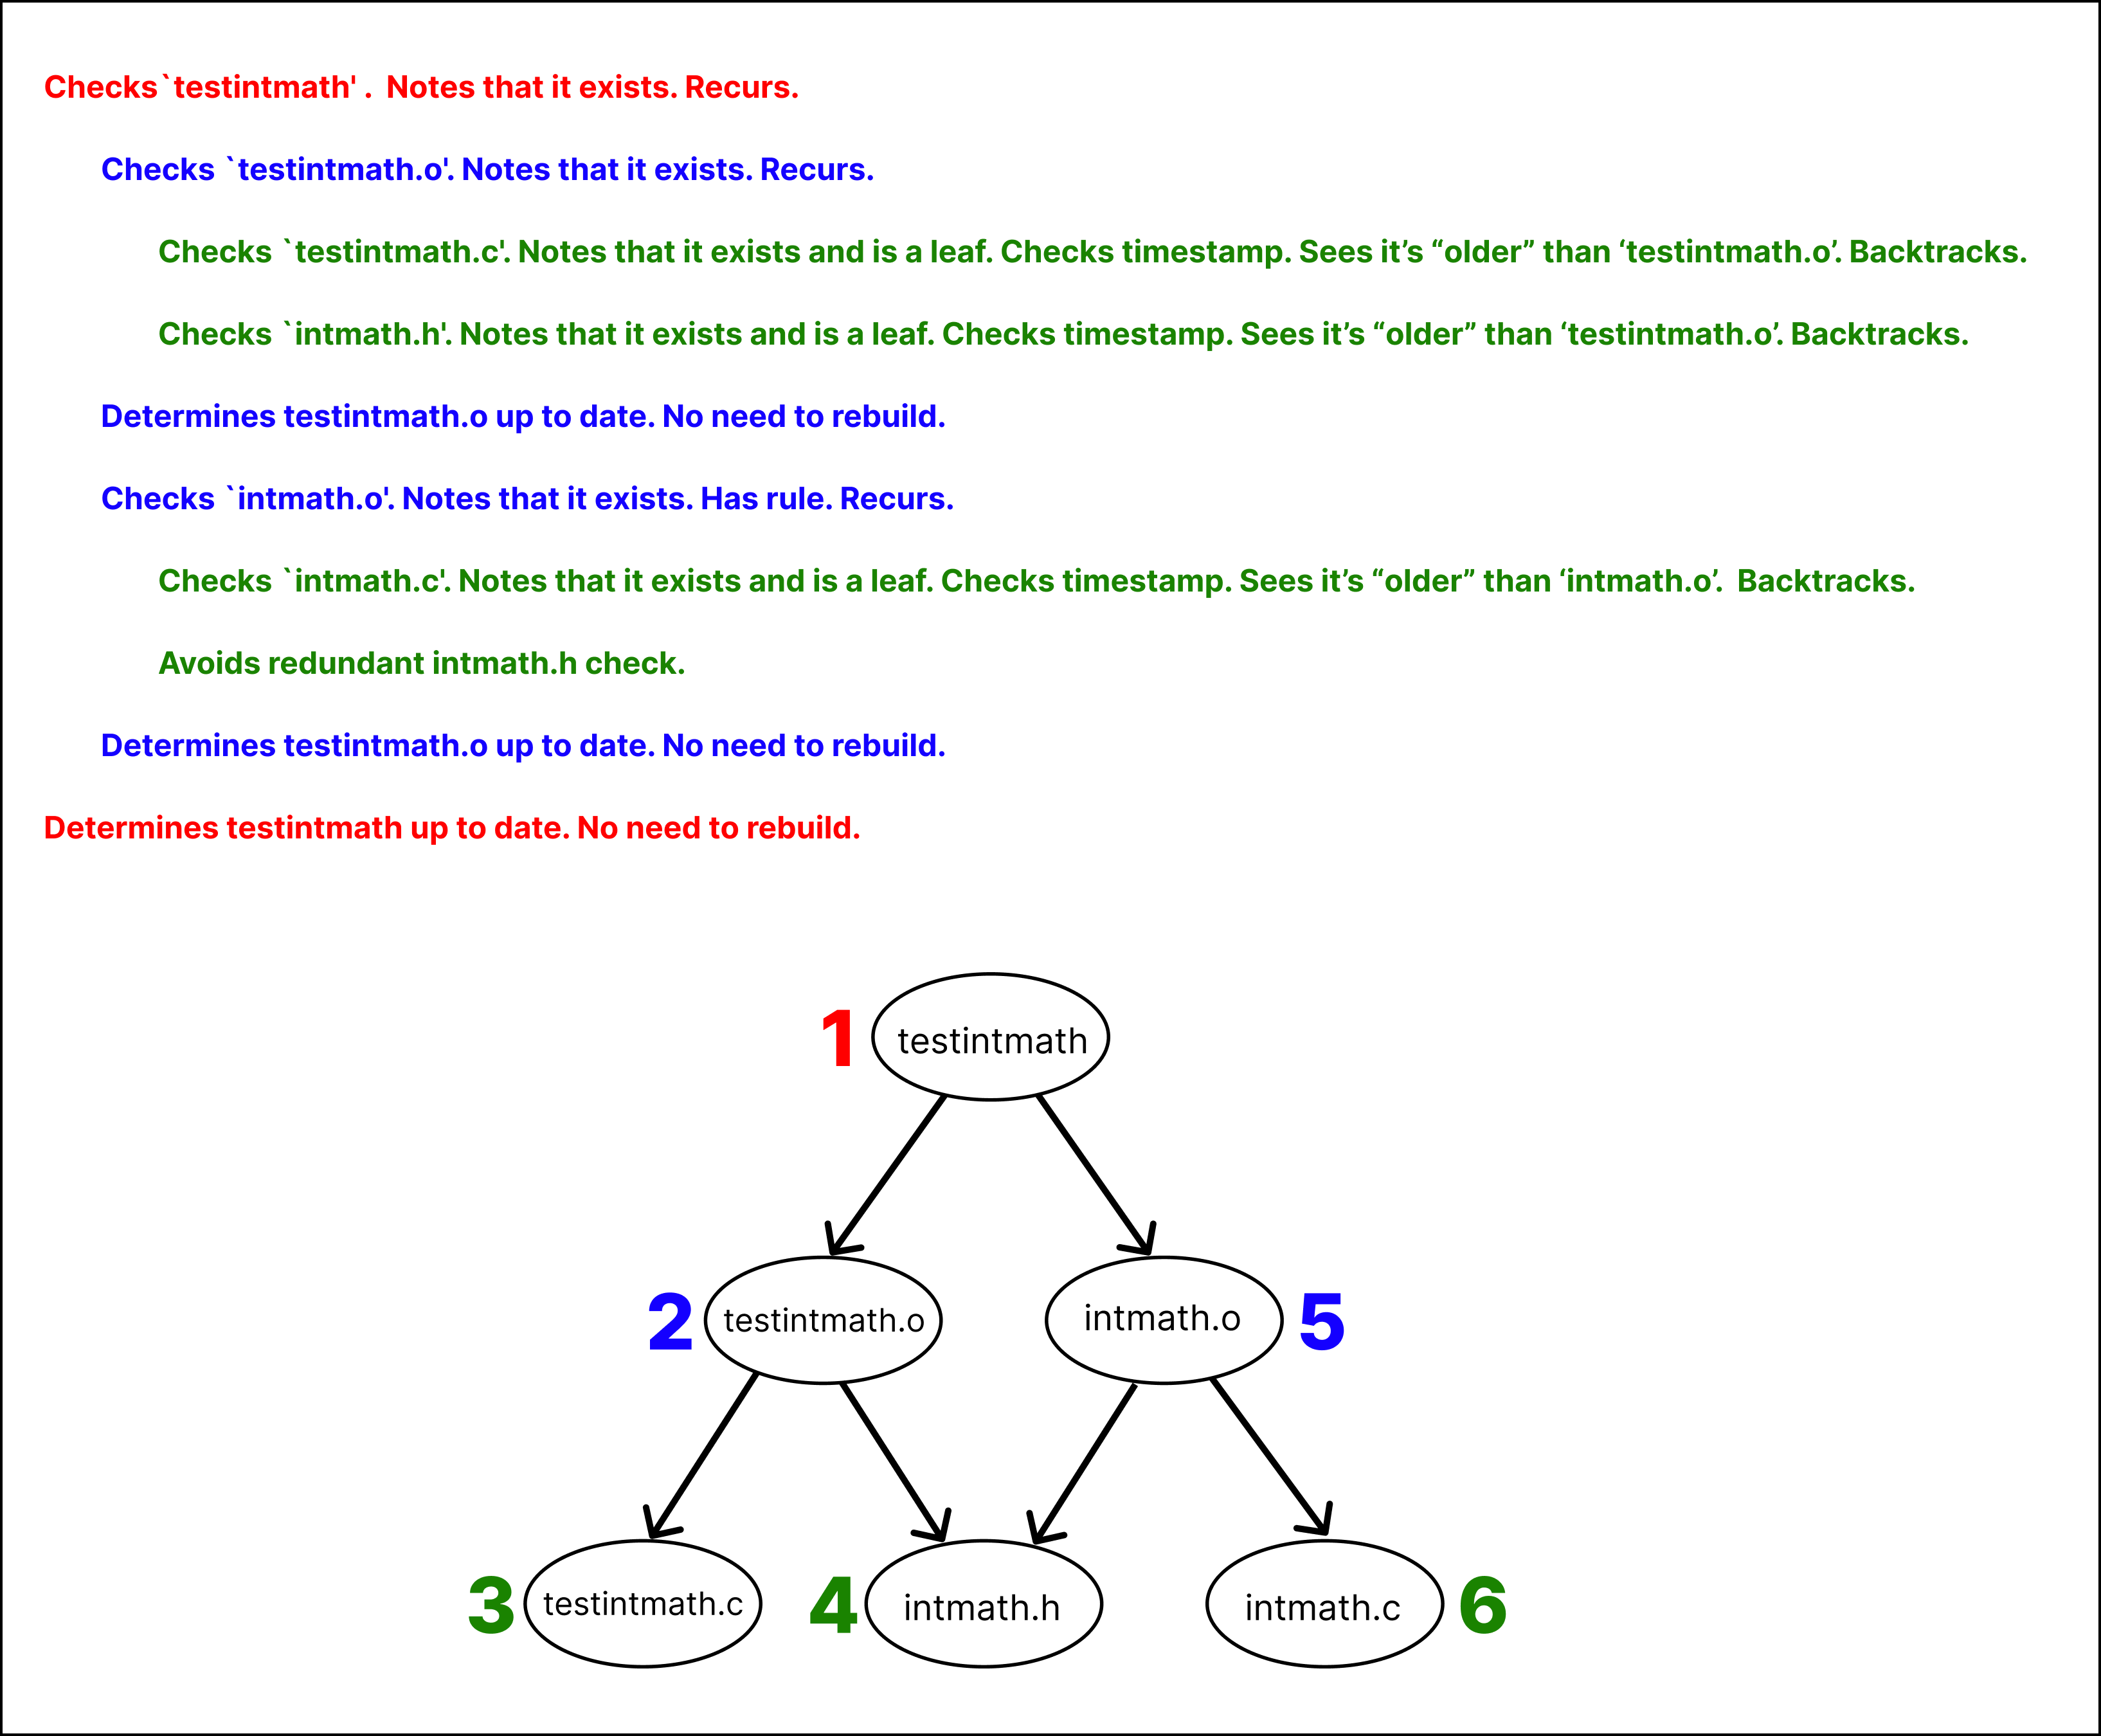 Checks`testintmath' .  Notes that it exists. Recurs.
Checks `testintmath.o'. Notes that it exists. Recurs.
Checks `testintmath.c'. Notes that it exists and is a leaf. Checks timestamp. Sees it’s “older” than ‘testintmath.o’. Backtracks.
Checks `intmath.h'. Notes that it exists and is a leaf. Checks timestamp. Sees it’s “older” than ‘testintmath.o’. Backtracks.
Determines testintmath.o up to date. No need to rebuild.
Checks `intmath.o'. Notes that it exists. Has rule. Recurs.
Checks `intmath.c'. Notes that it exists and is a leaf. Checks timestamp. Sees it’s “older” than ‘intmath.o’.  Backtracks.
Avoids redundant intmath.h check.
Determines testintmath.o up to date. No need to rebuild.
Determines testintmath up to date. No need to rebuild.
1 testintmath
2 testintmath.o intmath.o 5
3 testintmath.c 4 intmath.h intmath.c 6